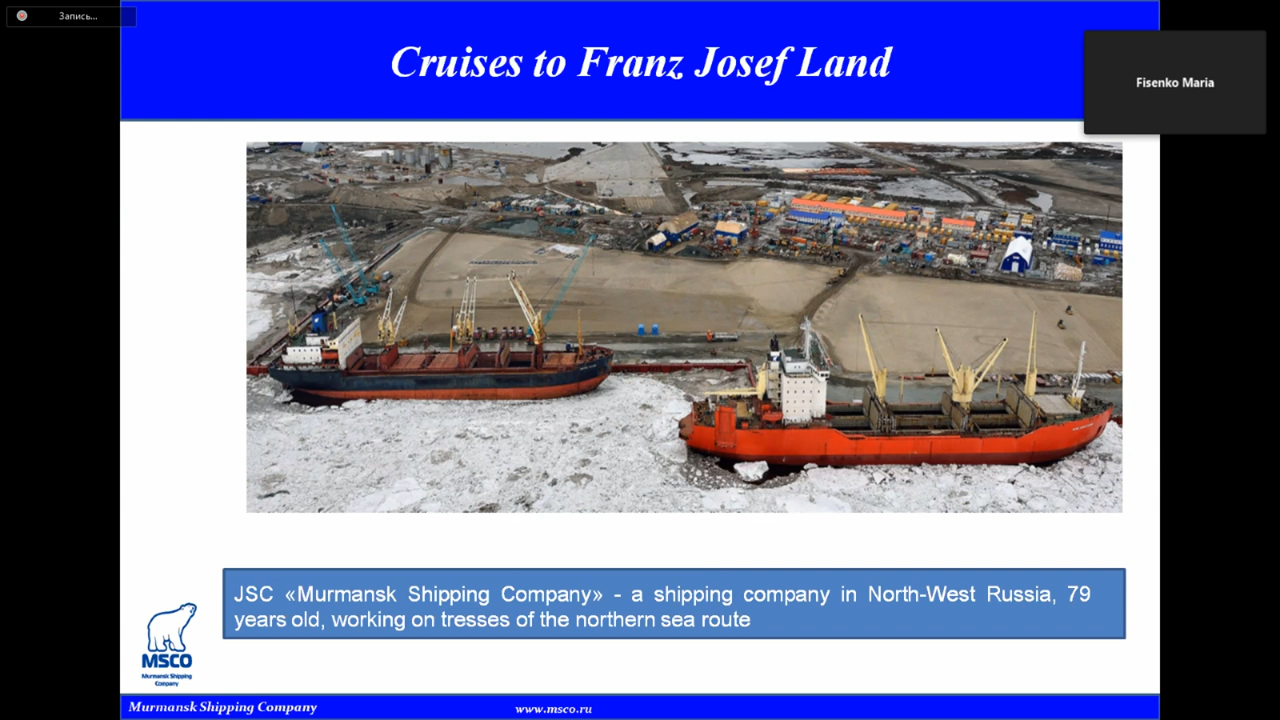 Запись...
Cruises to Franz Josef Land
Fisenko Maria
JSC «Murmansk Shipping Company» - a shipping company in North-West Russia, 79
years old, working on tresses of the northern sea route
MSCO
Murmansk Shipping
Company
Murmansk Shipping Company
www.msco.ru